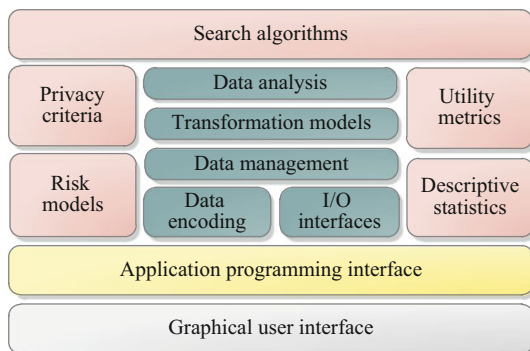 Search algorithms
Privacy
criteria
Data analysis
Transformation models
Utility
metrics
Risk
models
Data management
Data
encoding
I/O
interfaces
Descriptive
statistics
Application programming interface
Graphical user interface